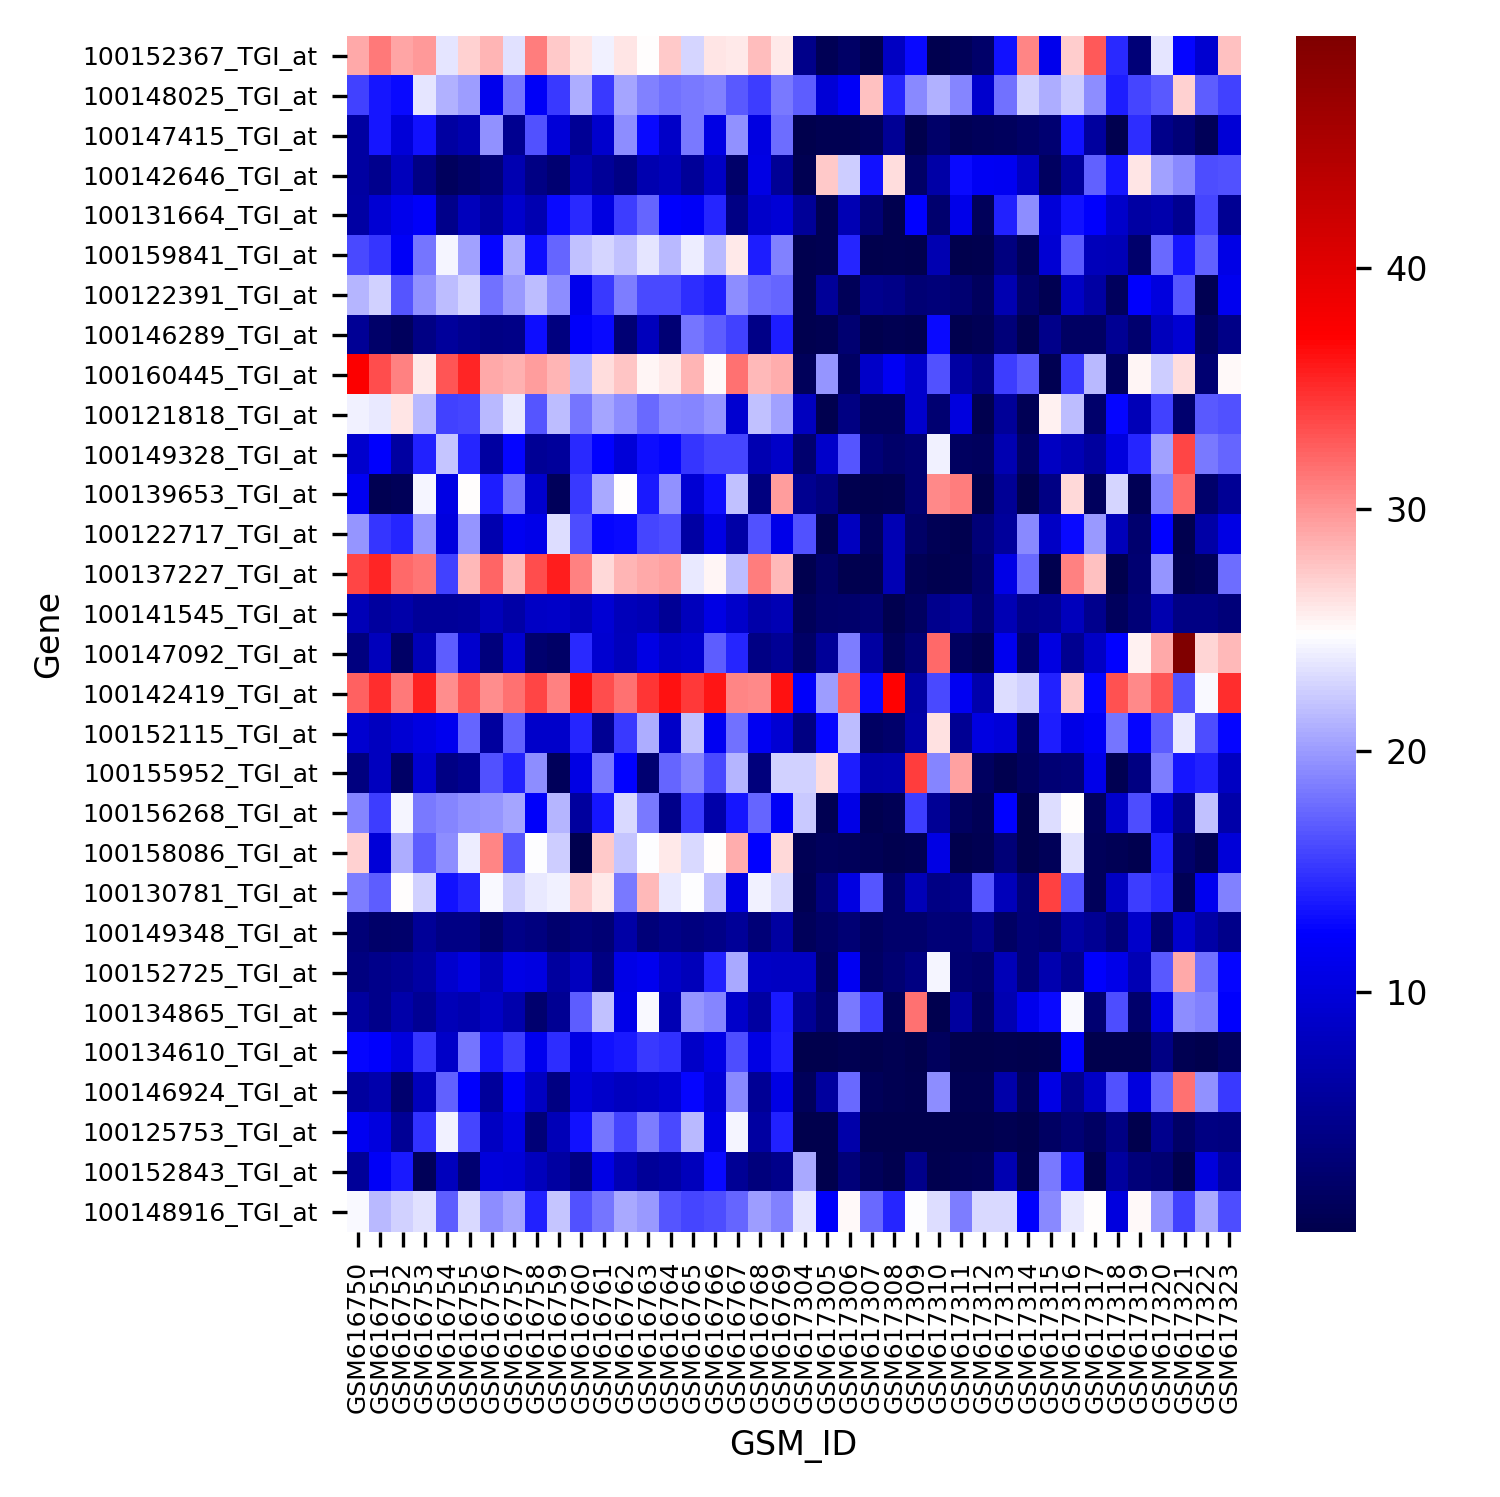 100152367_TGI_at
100148025_TGI_at
100147415_TGI_at
100142646_TGI_at
100131664_TGI_at
100159841_TGI_at
100122391_TGI_at
100146289_TGI_at
100160445_TGI_at
100121818_TGI_at
100149328_TGI_at
100139653_TGI_at
100122717_TGI_at
100137227_TGI_at
100141545_TGI_at
100147092_TGI_at
100142419_TGI_at
100152115_TGI_at
100155952_TGI_at
100156268_TGI_at
100158086_TGI_at
100130781_TGI_at
100149348_TGI_at
100152725_TGI_at
100134865_TGI_at
100134610_TGI_at
100146924_TGI_at
100125753_TGI_at
100152843_TGI_at
100148916_TGI_at
Gene
GSM616750
GSM616751
GSM616752
GSM616753
GSM616754
GSM616755
GSM616756
GSM616757
GSM616758
GSM616759
GSM616760
GSM616761
GSM616762
GSM616763
GSM616764
GSM616765
GSM616766
GSM616767
GSM616768
GSM616769
GSM617304
GSM617305
GSM617306
GSM617307
GSM617308
GSM617309
GSM617310
GSM617311
GSM617312
GSM617313
GSM617314
GSM617315
GSM617316
GSM617317
GSM617318
GSM617319
GSM617320
GSM617321
GSM617322
GSM617323
GSM_ID
40
30
20
10